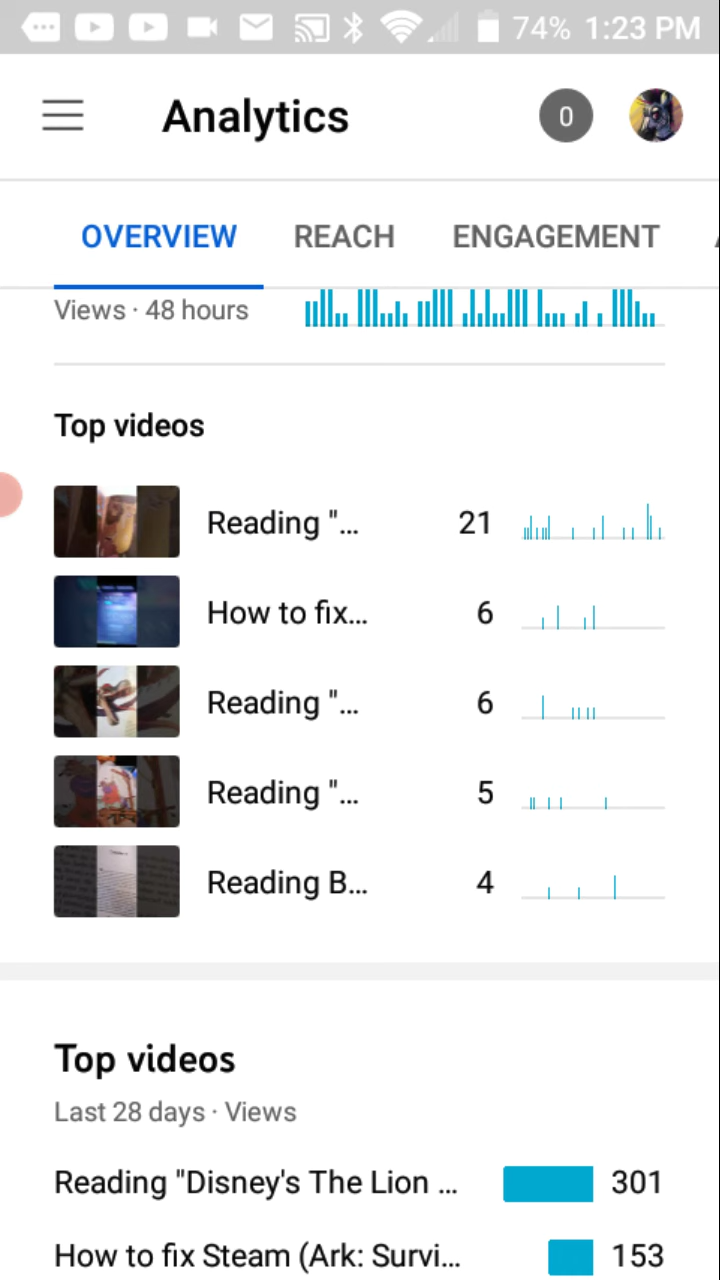 74% 1:23 PM
Analytics 0
OVERVIEW REACH ENGAGEMENT
Views · 48 hours
Top videos
Reading "... 21
How to fix... 6
Reading "... 6
Reading "... 5
Reading B... 4
Top videos
Last 28 days · Views
Reading "Disney's The Lion ... 301
How to fix Steam (Ark: Survi... 153